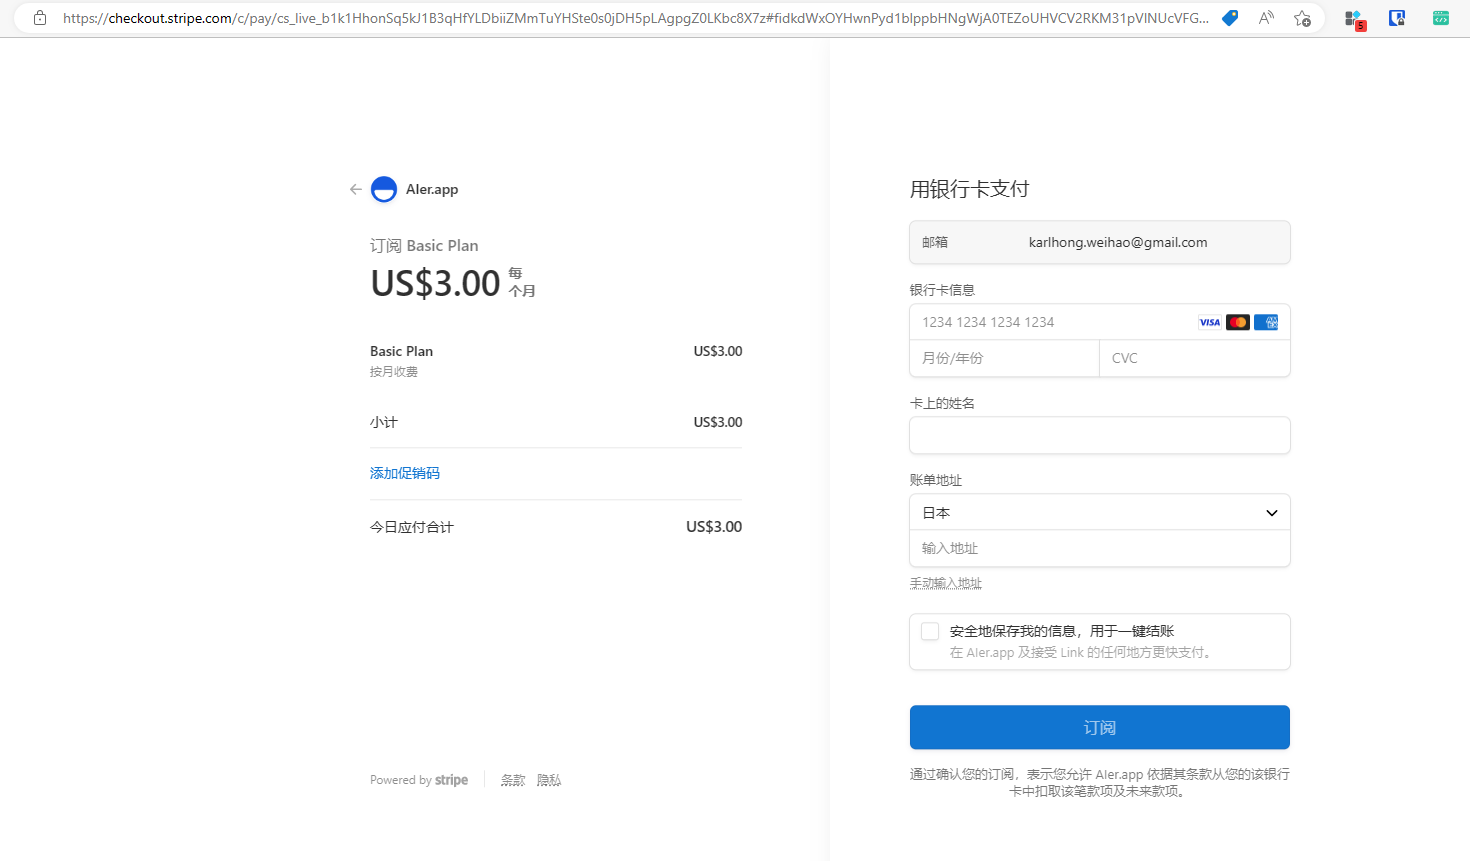 https://checkout.stripe.com/c/pay/cs_live_b1k1HhonSq5kJ1B3qHfYLDbiiZMmTuYHSte0s0jDH5pLAgpgZ0LKbc8X7z#fidkdWxOYHwnPyd1blppbHNgWjA0TEZoUHVCV2RKM31pVlNUcVFG...
5
AIer.app
订阅 Basic Plan
US$3.00 每
个月
Basic Plan US$3.00
按月收费
小计 US$3.00
添加促销码
今日应付合计 US$3.00
Powered by stripe 条款 隐私
用银行卡支付
邮箱 karlhong.weihao@gmail.com
银行卡信息
1234 1234 1234 1234 VISA
月份/年份 CVC
卡上的姓名
账单地址
日本
输入地址
手动输入地址
安全地保存我的信息，用于一键结账
在 AIer.app 及接受 Link 的任何地方更快支付。
订阅
通过确认您的订阅，表示您允许 AIer.app 依据其条款从您的该银行
卡中扣取该笔款项及未来款项。